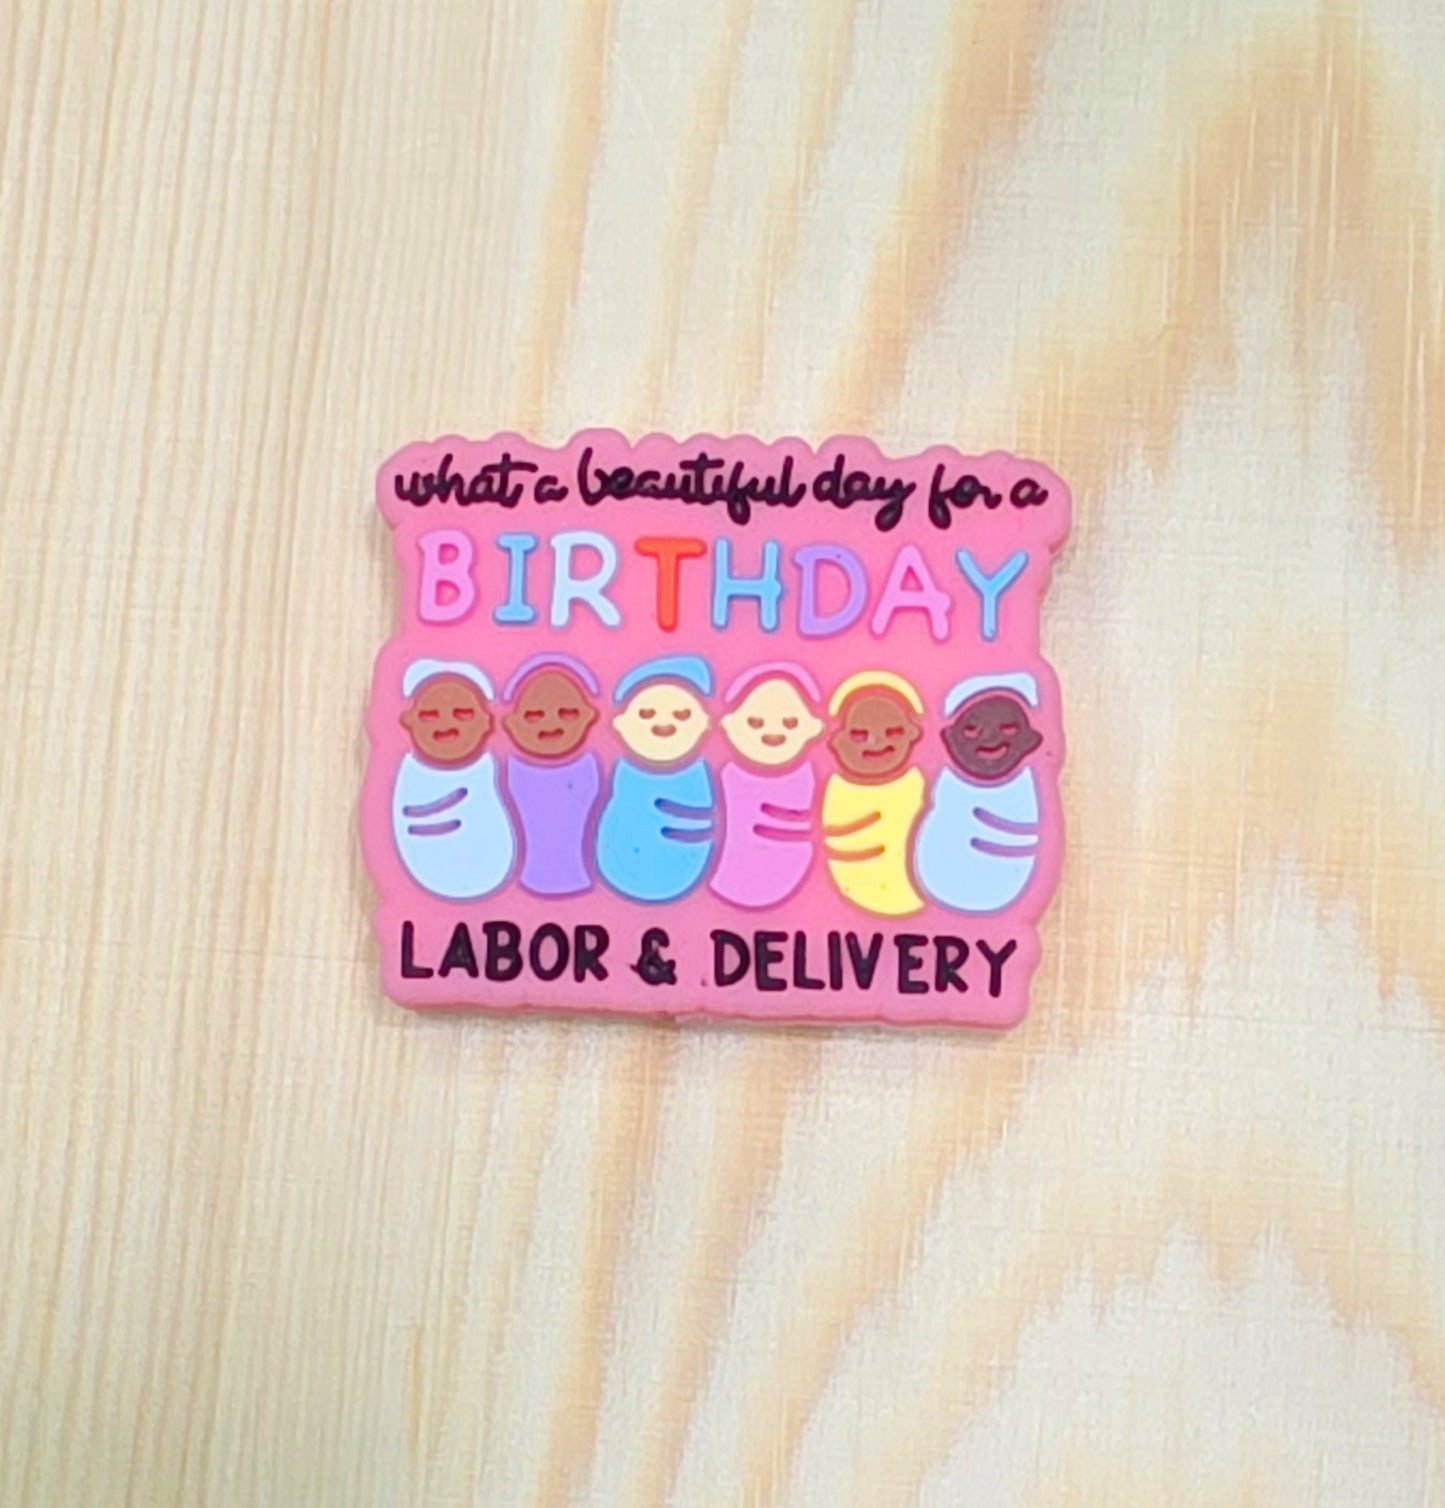 what a beautiful day for a
BIRTHDAY
LABOR & DELIVERY